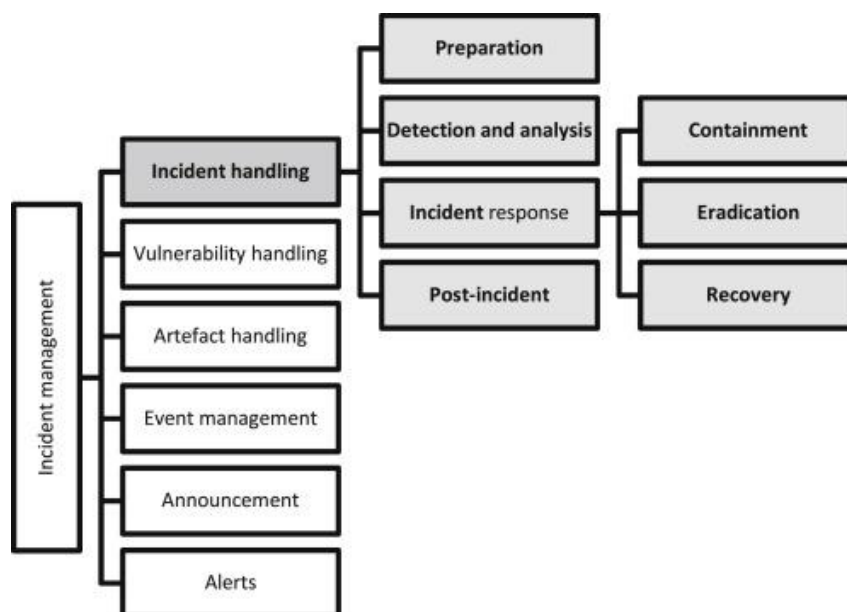 Incident management
Incident handling
Vulnerability handling
Artefact handling
Event management
Announcement
Alerts
Preparation
Detection and analysis
Incident response
Post-incident
Containment
Eradication
Recovery